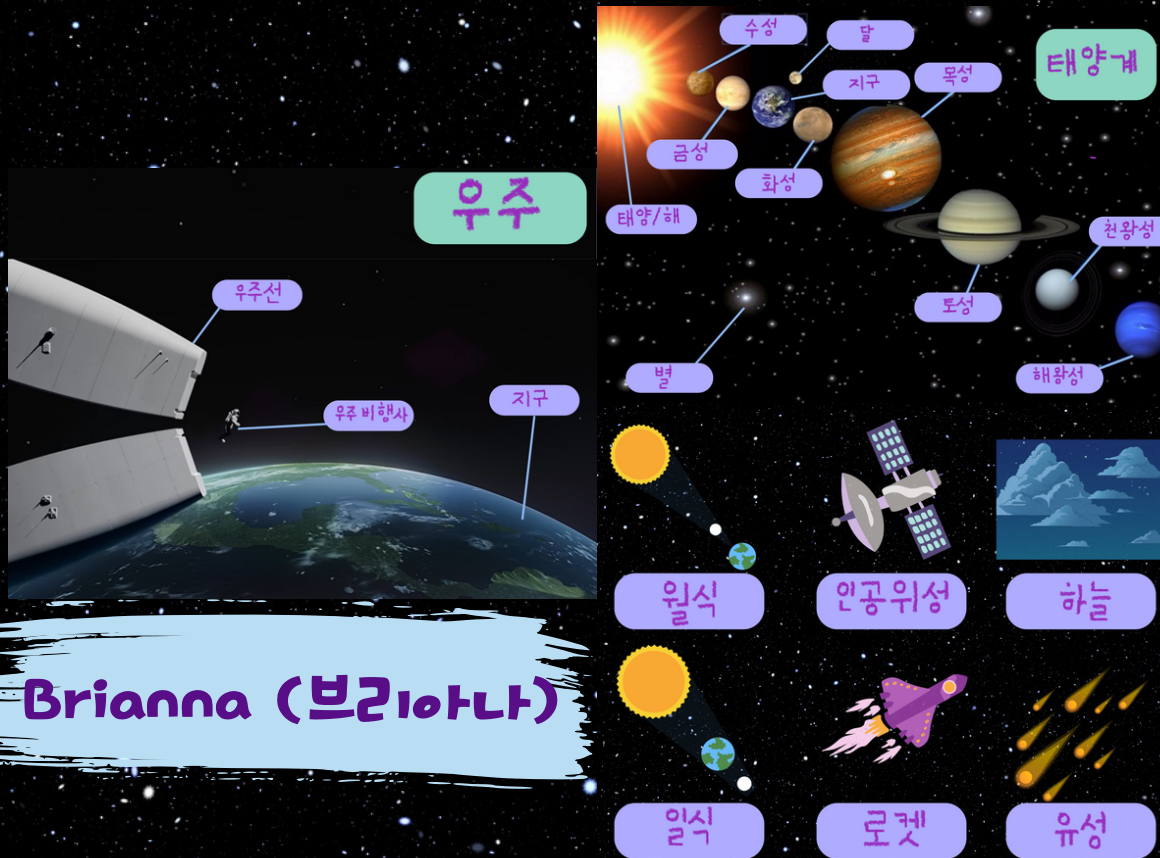 우주
우주선
우주 비행사
지구
Brianna (브리아나)
태양계
수성
달
지구
목성
금성
화성
태양/해
천왕성
토성
별
해왕성
월식
인공위성
하늘
일식
로켓
유성